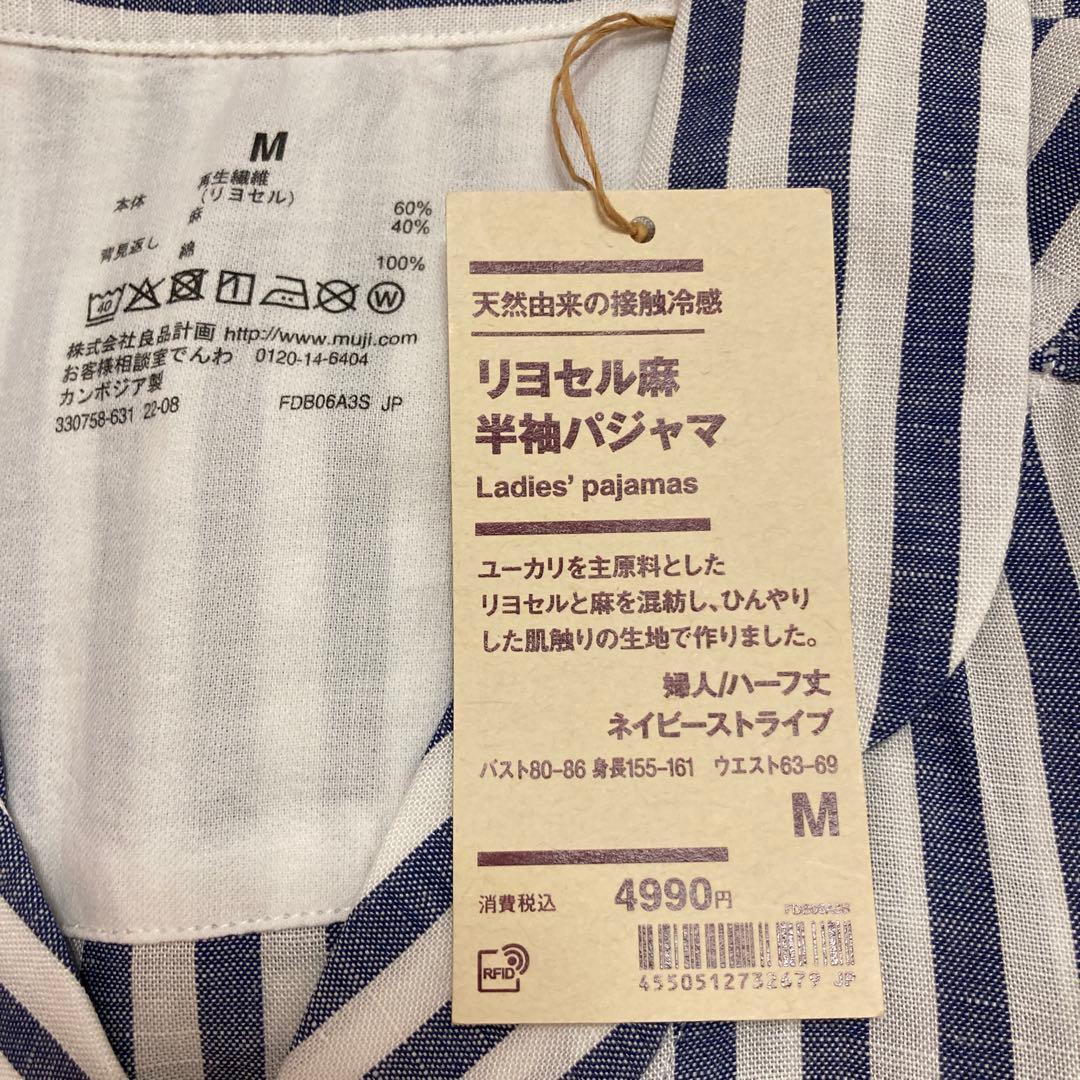 M
再生繊維
(リヨセル) 60%
本体 麻 40%
背見返し 綿 100%
40
1
W
株式会社良品計画 http://www.muji.com
お客様相談室でんわ 0120-14-6404
カンボジア製
330758-631 22-08 FDB06A3S JP
天然由来の接触冷感
リヨセル麻
半袖パジャマ
Ladies' pajamas
ユーカリを主原料とした
リヨセルと麻を混紡し、ひんやり
した肌触りの生地で作りました。
婦人/ハーフ丈
ネイビーストライプ
バスト80-86 身長155-161 ウエスト63-69
M
消費税込 4990円
FDB06A3S
RFID
4550512732679 JP